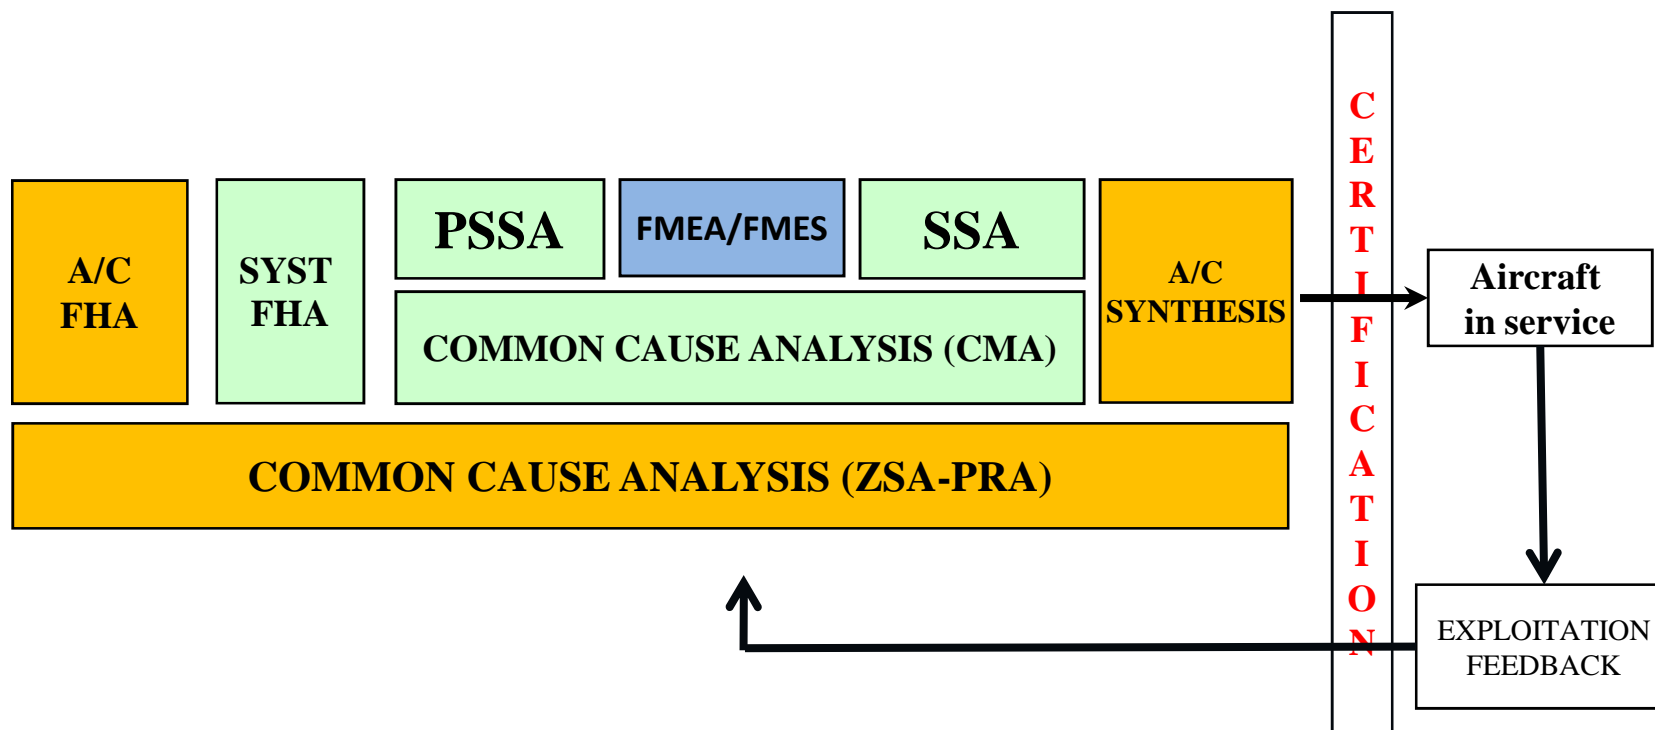 A/C
FHA
SYST
FHA
PSSA
FMEA/FMES
SSA
COMMON CAUSE ANALYSIS (CMA)
A/C
SYNTHESIS
COMMON CAUSE ANALYSIS (ZSA-PRA)
C
E
R
T
I
F
I
C
A
T
I
O
N
Aircraft
in service
EXPLOITATION
FEEDBACK